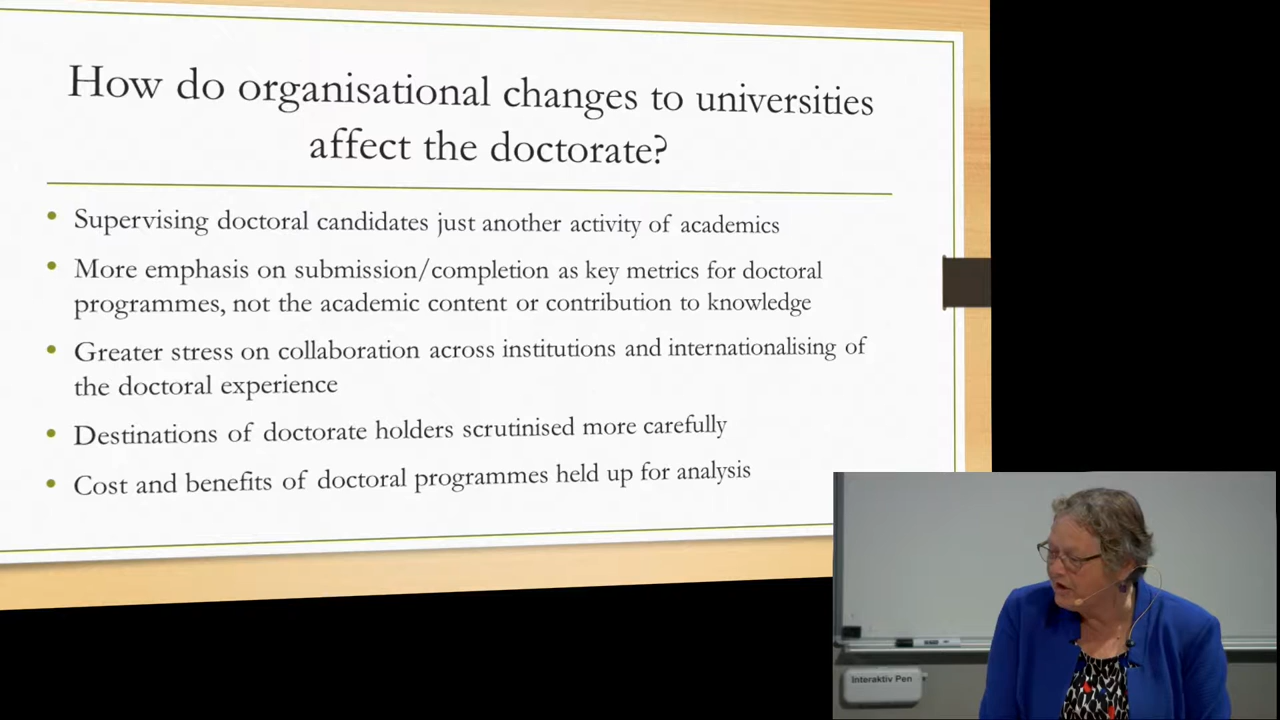 How do organisational changes to universities
affect the doctorate?
• Supervising doctoral candidates just another activity of academics
• More emphasis on submission/completion as key metrics for doctoral
programmes, not the academic content or contribution to knowledge
• Greater stress on collaboration across institutions and internationalising of
the doctoral experience
• Destinations of doctorate holders scrutinised more carefully
• Cost and benefits of doctoral programmes held up for analysis
Interaktiv Pen